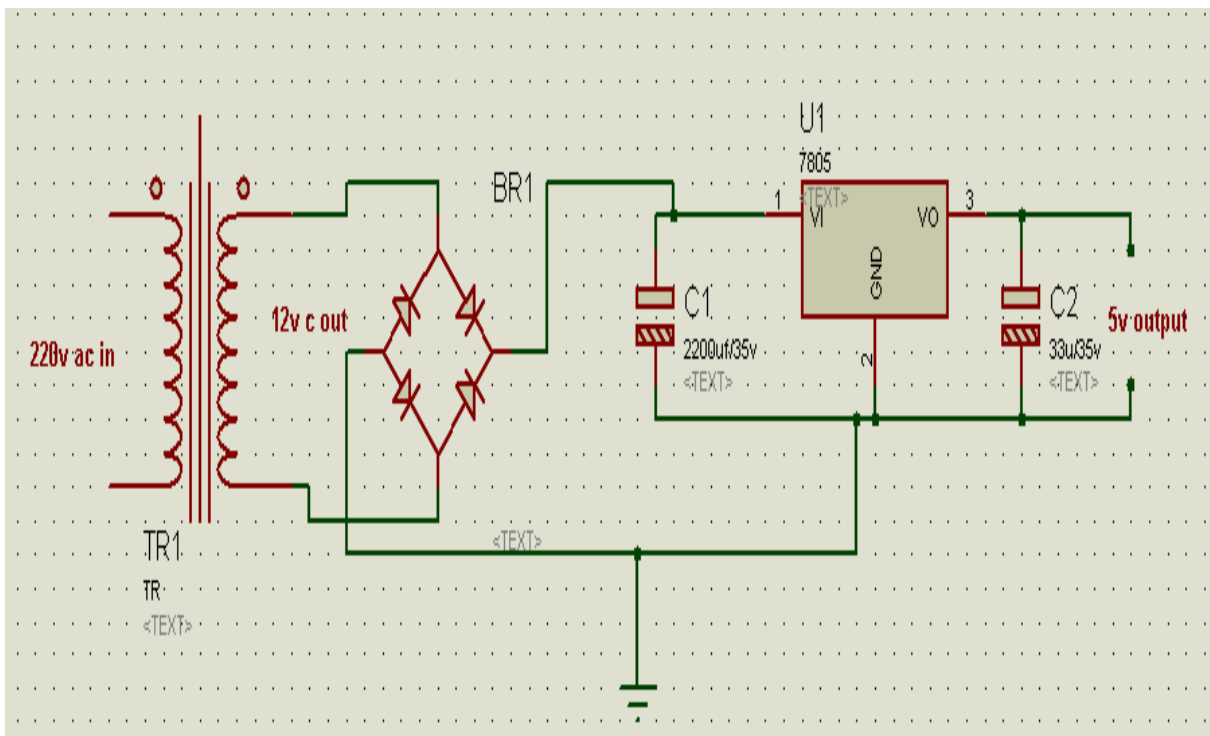 U1
7805
<TEXT>
1
VI
VO
3
GND
2
BR1
12v c out
220v ac in
C1
2200uf/35v
<TEXT>
C2
33u/35v
<TEXT>
5v output
<TEXT>
TR1
TR
<TEXT>